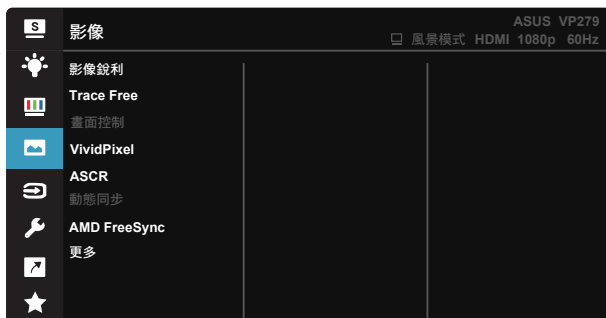 S
影像
ASUS VP279
風景模式 HDMI 1080p 60Hz
影像銳利
Trace Free
畫面控制
VividPixel
ASCR
動態同步
AMD FreeSync
更多